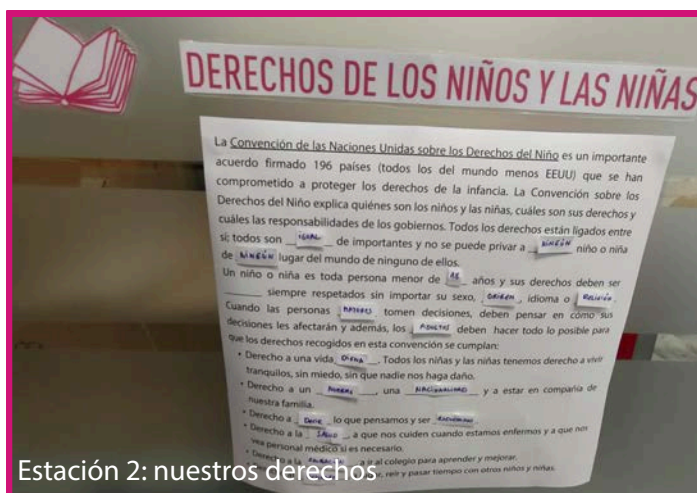 DERECHOS DE LOS NIÑOS Y LAS NIÑAS
La Convención de las Naciones Unidas sobre los Derechos del Niño es un importante
acuerdo firmado 196 países (todos los del mundo menos EEUU) que se han
comprometido a proteger los derechos de la infancia. La Convención sobre los
Derechos del Niño explica quiénes son los niños y las niñas, cuáles son sus derechos y
cuáles las responsabilidades de los gobiernos. Todos los derechos están ligados entre
sí; todos son IGUAL de importantes y no se puede privar a NINGÚN niño o niña
de NINGÚN lugar del mundo de ninguno de ellos.
Un niño o niña es toda persona menor de 18 años y sus derechos deben ser
______ siempre respetados sin importar su sexo, ORIGEN, idioma o RELIGIÓN.
Cuando las personas MAYORES tomen decisiones, deben pensar en cómo sus
decisiones les afectarán y además, los ADULTOS deben hacer todo lo posible para
que los derechos recogidos en esta convención se cumplan:
• Derecho a una vida DIGNA. Todos los niñas y las niñas tenemos derecho a vivir
tranquilos, sin miedo, sin que nadie nos haga daño.
• Derecho a un NOMBRE, una NACIONALIDAD y a estar en compañía de
nuestra familia.
• Derecho a DECIR lo que pensamos y ser ESCUCHADOS
• Derecho a la SALUD, a que nos cuiden cuando estamos enfermos y a que nos
vea personal médico si es necesario.
• Derecho a la EDUCACIÓN a ir al colegio para aprender y mejorar.
, reír y pasar tiempo con otros niños y niñas.
Estación 2: nuestros derechos